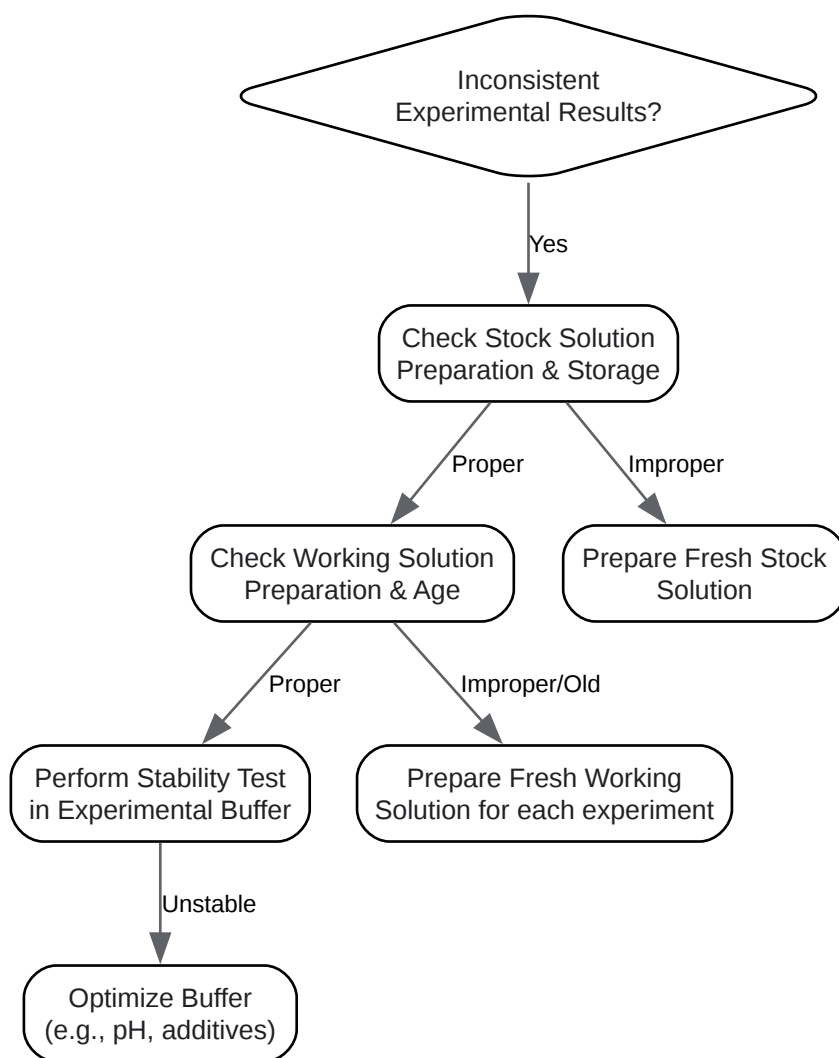 Inconsistent
Experimental Results?
Yes
Check Stock Solution
Preparation & Storage
Proper
Improper
Check Working Solution
Preparation & Age
Prepare Fresh Stock
Solution
Proper
Improper/Old
Perform Stability Test
in Experimental Buffer
Prepare Fresh Working
Solution for each experiment
Unstable
Optimize Buffer
(e.g., pH, additives)